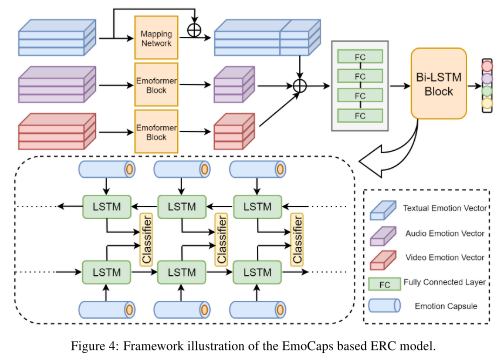 Mapping
Network
Emoformer
Block
Emoformer
Block
FC
FC
FC
FC
Bi-LSTM
Block
LSTM
LSTM
LSTM
Classifier
Classifier
Classifier
LSTM
LSTM
LSTM
Textual Emotion Vector
Audio Emotion Vector
Video Emotion Vector
FC
Fully Connected Layer
Emotion Capsule
Figure 4: Framework illustration of the EmoCaps based ERC model.